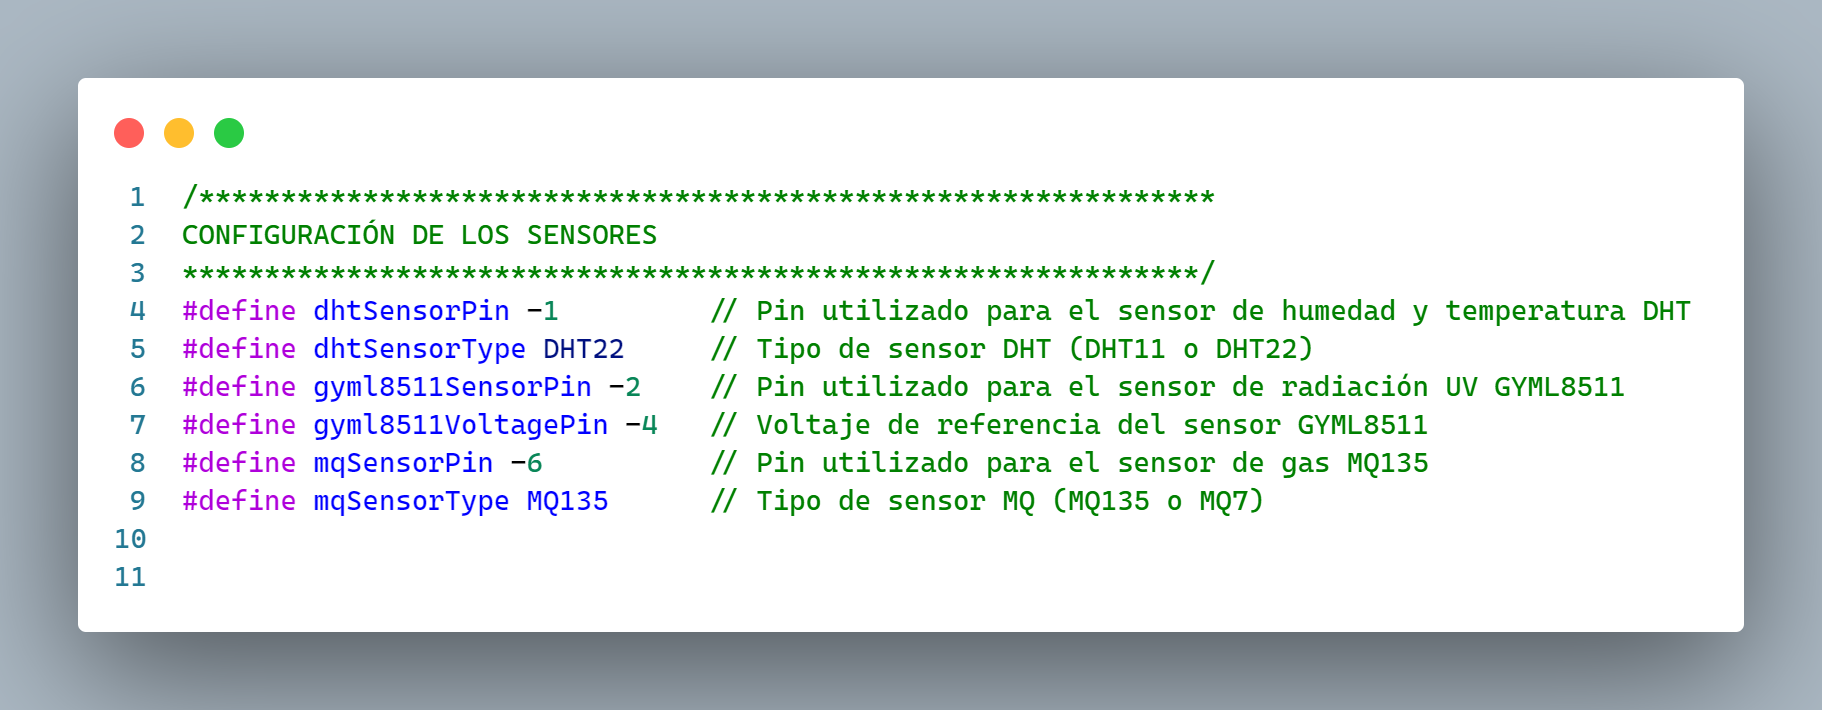 1 /**************************************************************
2 CONFIGURACIÓN DE LOS SENSORES
3 **************************************************************/
4 #define dhtSensorPin -1 // Pin utilizado para el sensor de humedad y temperatura DHT
5 #define dhtSensorType DHT22 // Tipo de sensor DHT (DHT11 o DHT22)
6 #define gyml8511SensorPin -2 // Pin utilizado para el sensor de radiación UV GYML8511
7 #define gyml8511VoltagePin -4 // Voltaje de referencia del sensor GYML8511
8 #define mqSensorPin -6 // Pin utilizado para el sensor de gas MQ135
9 #define mqSensorType MQ135 // Tipo de sensor MQ (MQ135 o MQ7)
10
11